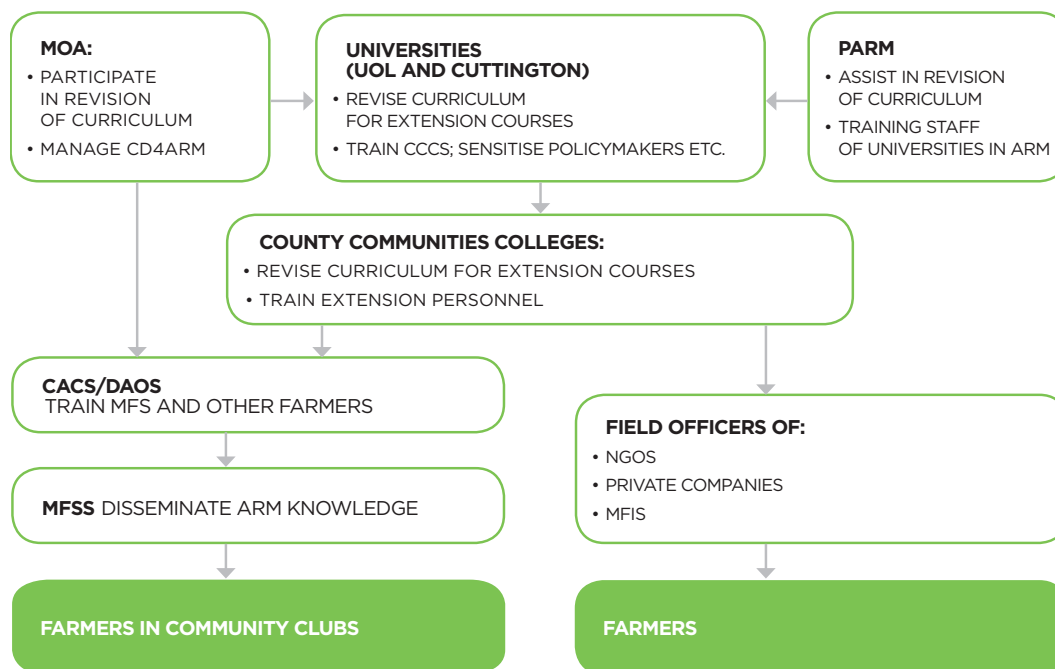 MOA:
• PARTICIPATE
IN REVISION
OF CURRICULUM
• MANAGE CD4ARM
UNIVERSITIES
(UOL AND CUTTINGTON)
• REVISE CURRICULUM
FOR EXTENSION COURSES
• TRAIN CCCS; SENSITISE POLICYMAKERS ETC.
PARM
• ASSIST IN REVISION
OF CURRICULUM
• TRAINING STAFF
OF UNIVERSITIES IN ARM
COUNTY COMMUNITIES COLLEGES:
• REVISE CURRICULUM FOR EXTENSION COURSES
• TRAIN EXTENSION PERSONNEL
CACS/DAOS
TRAIN MFS AND OTHER FARMERS
MFSS DISSEMINATE ARM KNOWLEDGE
FIELD OFFICERS OF:
• NGOS
• PRIVATE COMPANIES
• MFIS
FARMERS IN COMMUNITY CLUBS
FARMERS